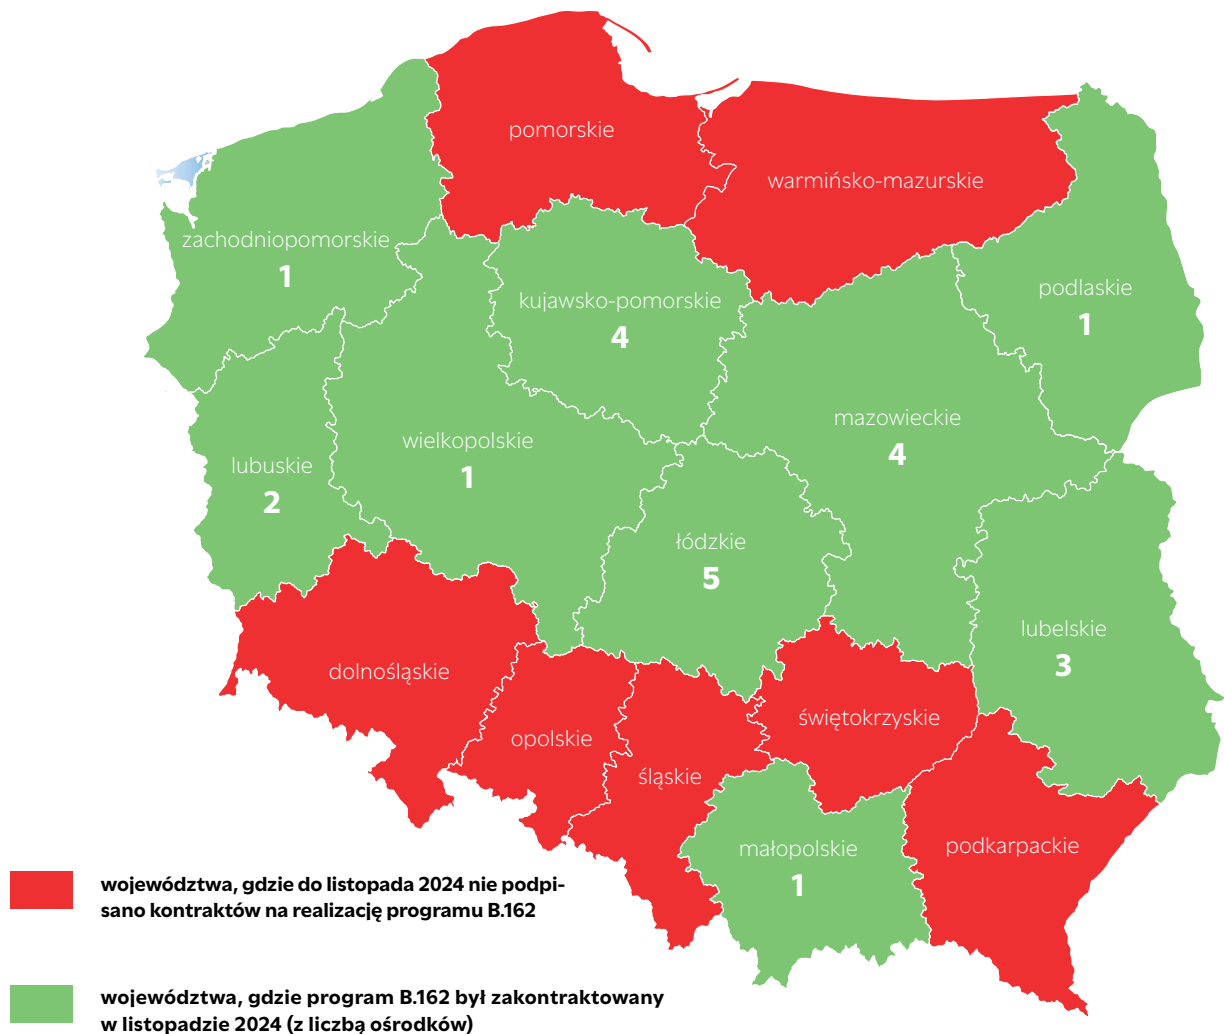 pomorskie
warmińsko-mazurskie
zachodniopomorskie
1
kujawsko-pomorskie
4
podlaskie
1
mazowieckie
4
wielkopolskie
1
lubuskie
2
łódzkie
5
lubelskie
3
dolnośląskie
świętokrzyskie
opolskie
śląskie
małopolskie
1
podkarpackie
województwa, gdzie do listopada 2024 nie podpi-
sano kontraktów na realizację programu B.162
województwa, gdzie program B.162 był zakontraktowany
w listopadzie 2024 (z liczbą ośrodków)